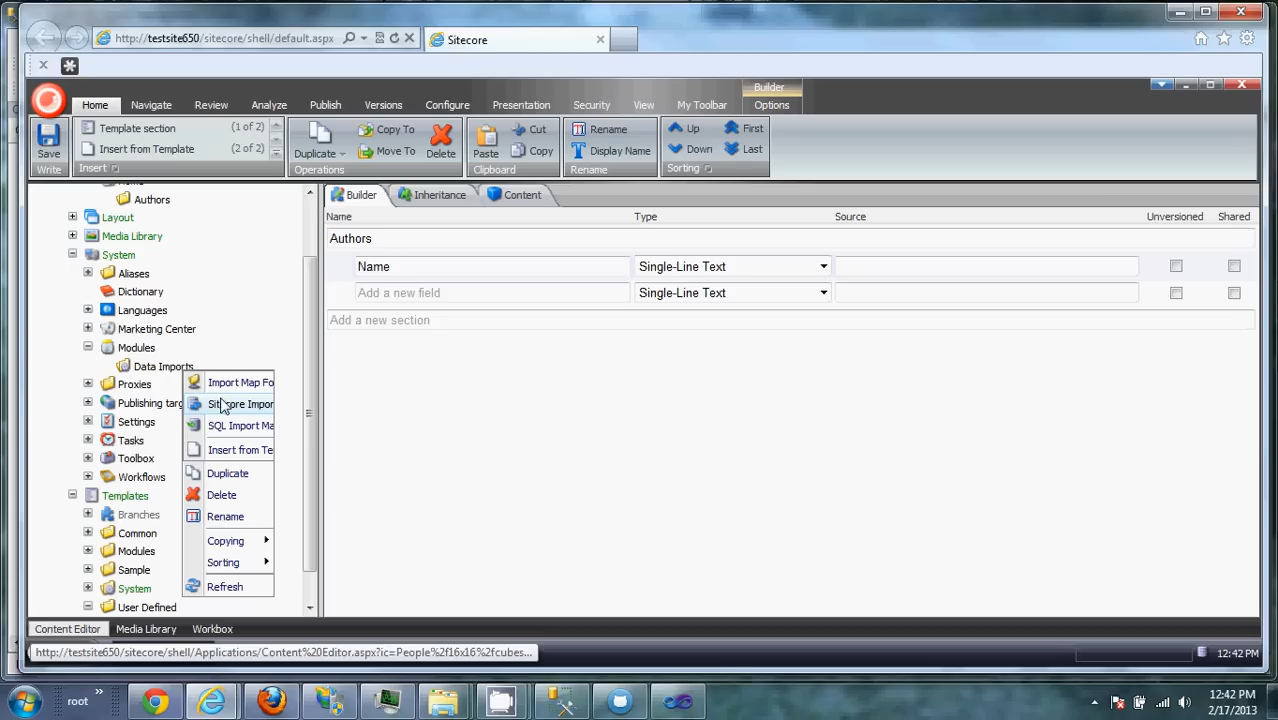 http://testsite650/sitecore/shell/default.aspx
Sitecore
Home Navigate Review Analyze Publish Versions Configure Presentation Security View My Toolbar
Builder
Options
Save
Write
Template section (1 of 2)
Insert from Template (2 of 2)
Insert
Duplicate
Copy To
Move To
Delete
Operations
Paste
Cut
Copy
Clipboard
Rename
Display Name
Rename
Up
Down
First
Last
Sorting
Authors
Layout
Media Library
System
Aliases
Dictionary
Languages
Marketing Center
Modules
Data Imports
Proxies
Publishing targ
Settings
Tasks
Toolbox
Workflows
Templates
Branches
Common
Modules
Sample
System
User Defined
Import Map Fo
Sitecore Impor
SQL Import Ma
Insert from Te
Duplicate
Delete
Rename
Copying
Sorting
Refresh
Builder Inheritance Content
Name Type Source Unversioned Shared
Authors
Name Single-Line Text
Add a new field Single-Line Text
Add a new section
Content Editor Media Library Workbox
http://testsite650/sitecore/shell/Applications/Content%20Editor.aspx?ic=People%2f16x16%2fcubes...
12:42 PM
root
12:42 PM
2/17/2013